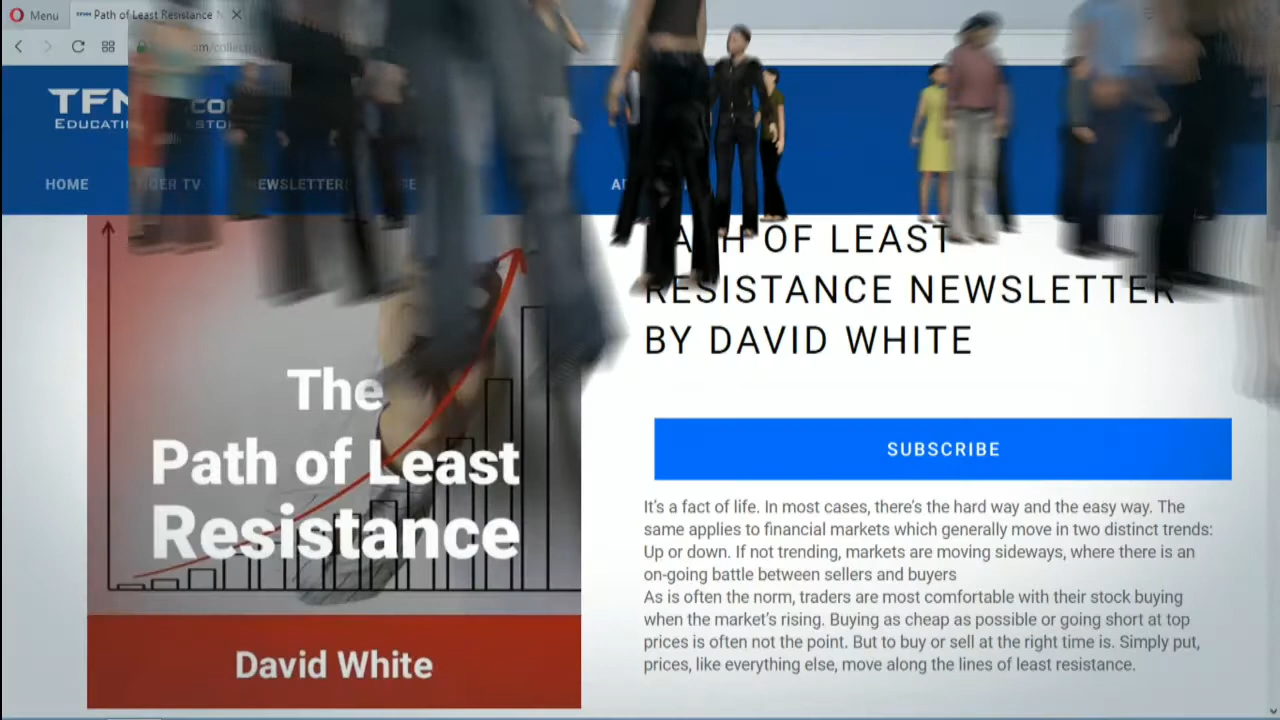 Menu
Path of Least Resistance
TFN
EDUCATI
HOME
TIGER TV
PATH OF LEAST
RESISTANCE NEWSLETTER
BY DAVID WHITE
The
Path of Least
Resistance
David White
SUBSCRIBE
It's a fact of life. In most cases, there's the hard way and the easy way. The
same applies to financial markets which generally move in two distinct trends:
Up or down. If not trending, markets are moving sideways, where there is an
on-going battle between sellers and buyers
As is often the norm, traders are most comfortable with their stock buying
when the market's rising. Buying as cheap as possible or going short at top
prices is often not the point. But to buy or sell at the right time is. Simply put,
prices, like everything else, move along the lines of least resistance.